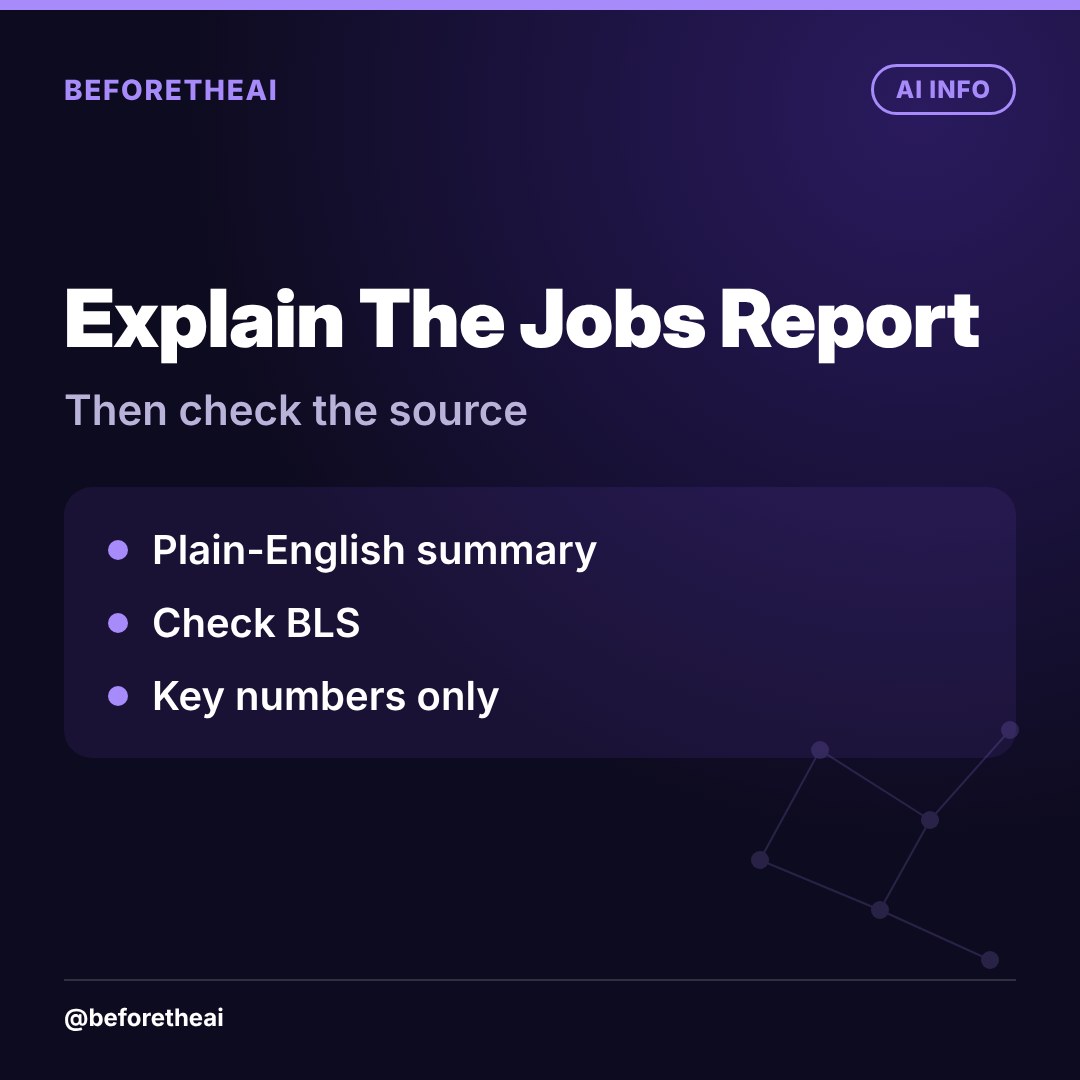 BEFORETHEAI
AI INFO
Explain The Jobs Report
Then check the source
Plain-English summary
Check BLS
Key numbers only
@beforetheai